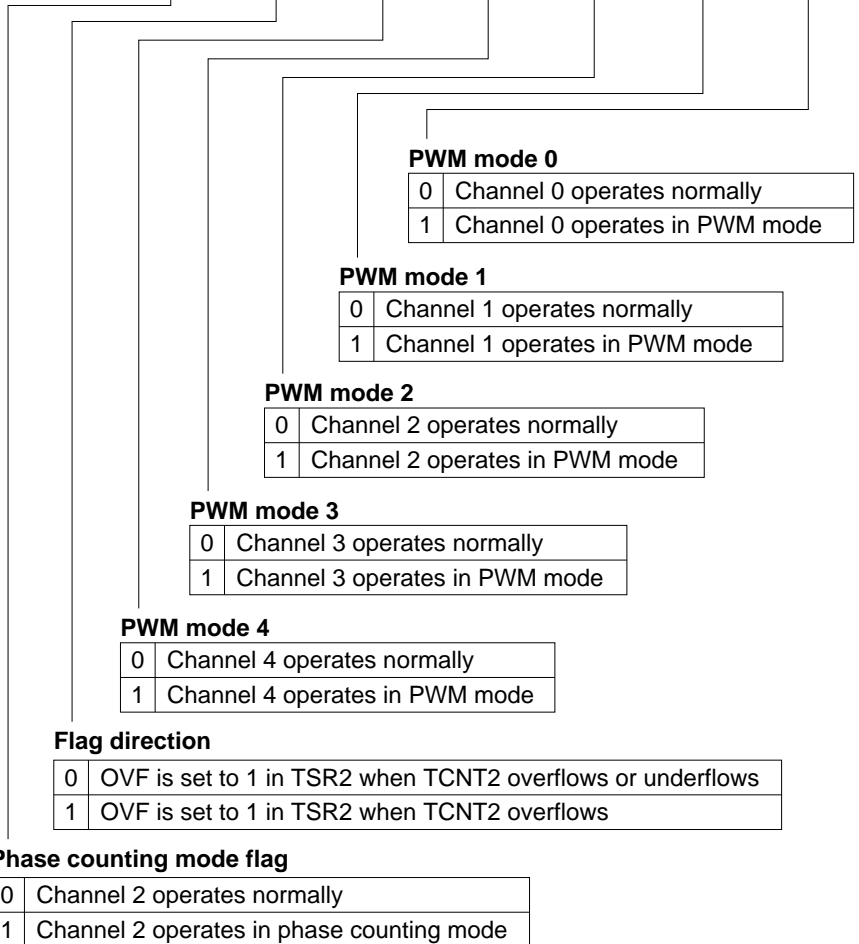 PWM mode 0
0 Channel 0 operates normally
1 Channel 0 operates in PWM mode
PWM mode 1
0 Channel 1 operates normally
1 Channel 1 operates in PWM mode
PWM mode 2
0 Channel 2 operates normally
1 Channel 2 operates in PWM mode
PWM mode 3
0 Channel 3 operates normally
1 Channel 3 operates in PWM mode
PWM mode 4
0 Channel 4 operates normally
1 Channel 4 operates in PWM mode
Flag direction
0 OVF is set to 1 in TSR2 when TCNT2 overflows or underflows
1 OVF is set to 1 in TSR2 when TCNT2 overflows
Phase counting mode flag
0 Channel 2 operates normally
1 Channel 2 operates in phase counting mode